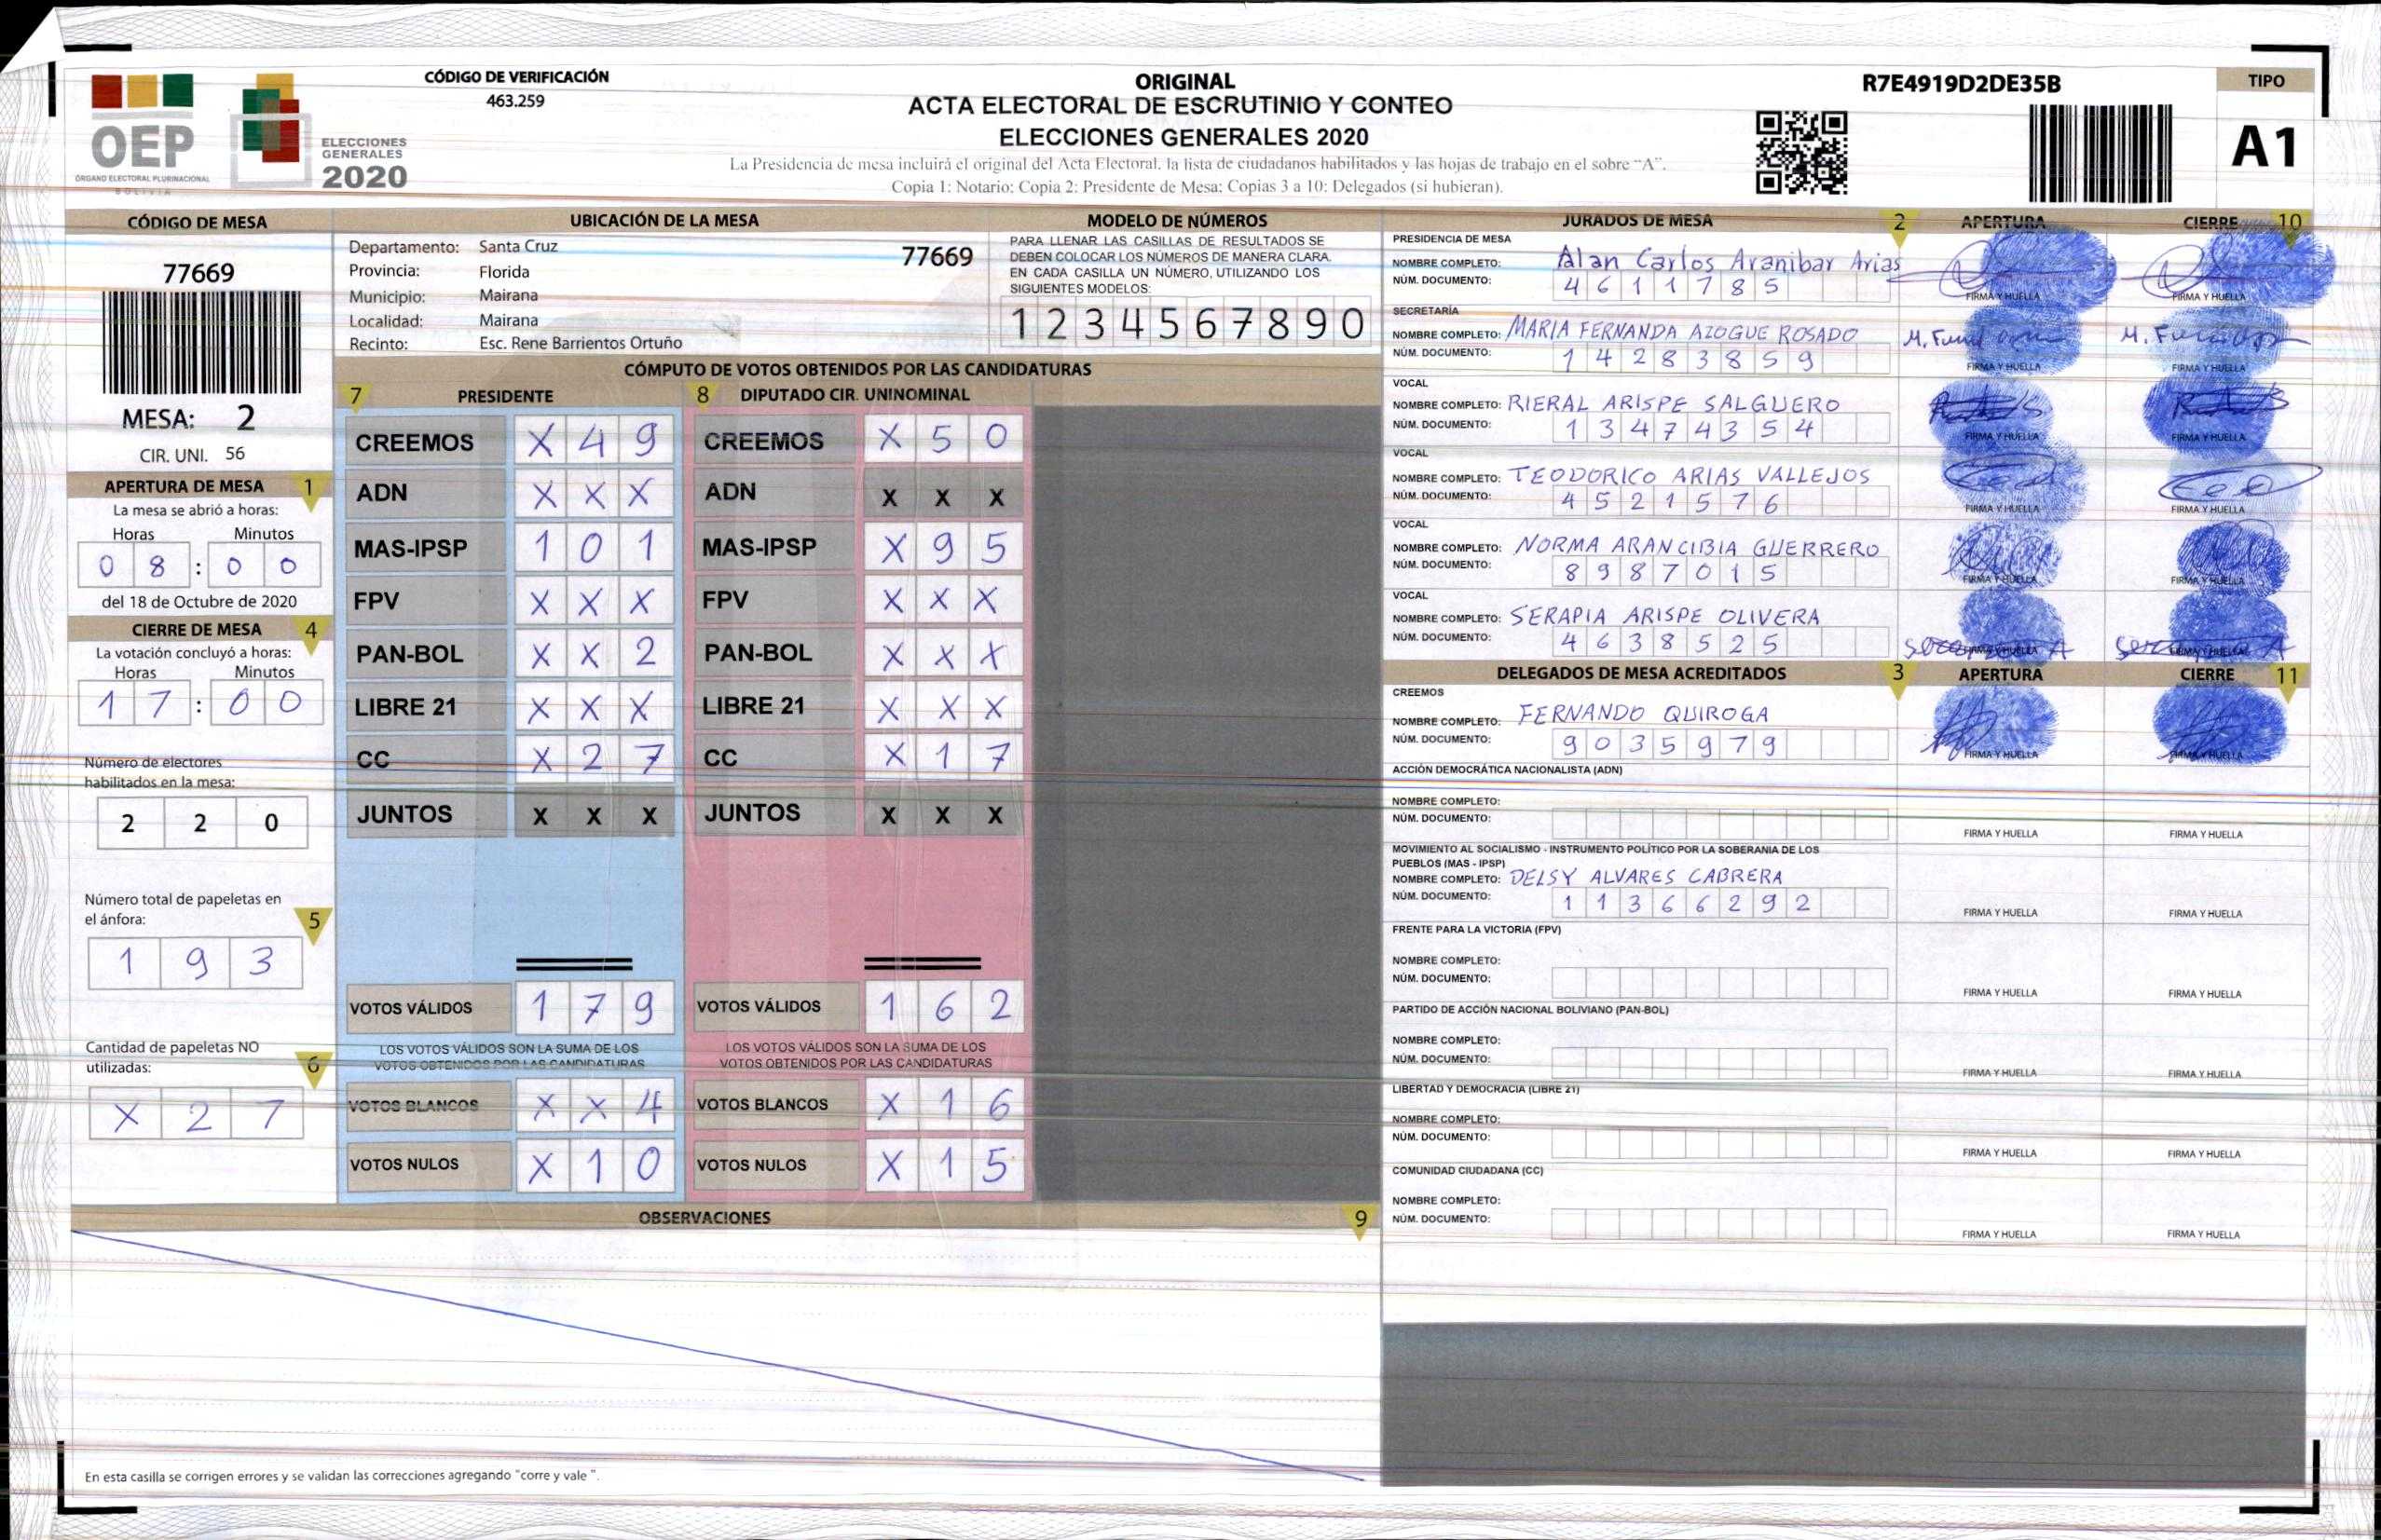 CÓDIGO DE VERIFICACIÓN
463.259
OEP
ÓRGANO ELECTORAL PLURINACIONAL
BOLIVIA
ELECCIONES
GENERALES
2020
ORIGINAL
ACTA ELECTORAL DE ESCRUTINIO Y CONTEO
ELECCIONES GENERALES 2020
La Presidencia de mesa incluirá el original del Acta Electoral, la lista de ciudadanos habilitados y las hojas de trabajo en el sobre "A".
Copia 1: Notario; Copia 2: Presidente de Mesa; Copias 3 a 10: Delegados (si hubieran).
R7E4919D2DE35B
TIPO
A1
CÓDIGO DE MESA
77669
MESA: 2
CIR. UNI. 56
APERTURA DE MESA 1
La mesa se abrió a horas:
Horas Minutos
0 8 : 0 0
del 18 de Octubre de 2020
CIERRE DE MESA 4
La votación concluyó a horas:
Horas Minutos
1 7 : 0 0
Número de electores
habilitados en la mesa:
2 2 0
Número total de papeletas en
el ánfora: 5
1 9 3
Cantidad de papeletas NO
utilizadas: 6
X 2 7
UBICACIÓN DE LA MESA
Departamento: Santa Cruz 77669
Provincia: Florida
Municipio: Mairana
Localidad: Mairana
Recinto: Esc. Rene Barrientos Ortuño
MODELO DE NÚMEROS
PARA LLENAR LAS CASILLAS DE RESULTADOS SE
DEBEN COLOCAR LOS NÚMEROS DE MANERA CLARA.
EN CADA CASILLA UN NÚMERO, UTILIZANDO LOS
SIGUIENTES MODELOS:
1 2 3 4 5 6 7 8 9 0
CÓMPUTO DE VOTOS OBTENIDOS POR LAS CANDIDATURAS
7 PRESIDENTE
CREEMOS X 4 9
ADN X X X
MAS-IPSP 1 0 1
FPV X X X
PAN-BOL X X 2
LIBRE 21 X X X
CC X 2 7
JUNTOS X X X
VOTOS VÁLIDOS 1 7 9
LOS VOTOS VÁLIDOS SON LA SUMA DE LOS
VOTOS OBTENIDOS POR LAS CANDIDATURAS
VOTOS BLANCOS X X 4
VOTOS NULOS X 1 0
8 DIPUTADO CIR. UNINOMINAL
CREEMOS X 5 0
ADN X X X
MAS-IPSP X 9 5
FPV X X X
PAN-BOL X X X
LIBRE 21 X X X
CC X 1 7
JUNTOS X X X
VOTOS VÁLIDOS 1 6 2
LOS VOTOS VÁLIDOS SON LA SUMA DE LOS
VOTOS OBTENIDOS POR LAS CANDIDATURAS
VOTOS BLANCOS X 1 6
VOTOS NULOS X 1 5
OBSERVACIONES 9
En esta casilla se corrigen errores y se validan las correcciones agregando "corre y vale ".
JURADOS DE MESA 2 APERTURA CIERRE 10
PRESIDENCIA DE MESA
NOMBRE COMPLETO: Alan Carlos Aranibar Arias
NÚM. DOCUMENTO: 4 6 1 1 7 8 5
FIRMA Y HUELLA FIRMA Y HUELLA
SECRETARÍA
NOMBRE COMPLETO: MARIA FERNANDA AZOGUE ROSADO
NÚM. DOCUMENTO: 1 4 2 8 3 8 5 9
FIRMA Y HUELLA FIRMA Y HUELLA
VOCAL
NOMBRE COMPLETO: RIERAL ARISPE SALGUERO
NÚM. DOCUMENTO: 1 3 4 7 4 3 5 4
FIRMA Y HUELLA FIRMA Y HUELLA
VOCAL
NOMBRE COMPLETO: TEODORICO ARIAS VALLEJOS
NÚM. DOCUMENTO: 4 5 2 1 5 7 6
FIRMA Y HUELLA FIRMA Y HUELLA
VOCAL
NOMBRE COMPLETO: NORMA ARANCIBIA GUERRERO
NÚM. DOCUMENTO: 8 9 8 7 0 1 5
FIRMA Y HUELLA FIRMA Y HUELLA
VOCAL
NOMBRE COMPLETO: SERAPIA ARISPE OLIVERA
NÚM. DOCUMENTO: 4 6 3 8 5 2 5
FIRMA Y HUELLA FIRMA Y HUELLA
DELEGADOS DE MESA ACREDITADOS 3 APERTURA CIERRE 11
CREEMOS
NOMBRE COMPLETO: FERNANDO QUIROGA
NÚM. DOCUMENTO: 9 0 3 5 9 7 9
FIRMA Y HUELLA FIRMA Y HUELLA
ACCIÓN DEMOCRÁTICA NACIONALISTA (ADN)
NOMBRE COMPLETO:
NÚM. DOCUMENTO:
FIRMA Y HUELLA FIRMA Y HUELLA
MOVIMIENTO AL SOCIALISMO - INSTRUMENTO POLÍTICO POR LA SOBERANIA DE LOS
PUEBLOS (MAS - IPSP)
NOMBRE COMPLETO: DELSY ALVARES CABRERA
NÚM. DOCUMENTO: 1 1 3 6 6 2 9 2
FIRMA Y HUELLA FIRMA Y HUELLA
FRENTE PARA LA VICTORIA (FPV)
NOMBRE COMPLETO:
NÚM. DOCUMENTO:
FIRMA Y HUELLA FIRMA Y HUELLA
PARTIDO DE ACCIÓN NACIONAL BOLIVIANO (PAN-BOL)
NOMBRE COMPLETO:
NÚM. DOCUMENTO:
FIRMA Y HUELLA FIRMA Y HUELLA
LIBERTAD Y DEMOCRACIA (LIBRE 21)
NOMBRE COMPLETO:
NÚM. DOCUMENTO:
FIRMA Y HUELLA FIRMA Y HUELLA
COMUNIDAD CIUDADANA (CC)
NOMBRE COMPLETO:
NÚM. DOCUMENTO:
FIRMA Y HUELLA FIRMA Y HUELLA